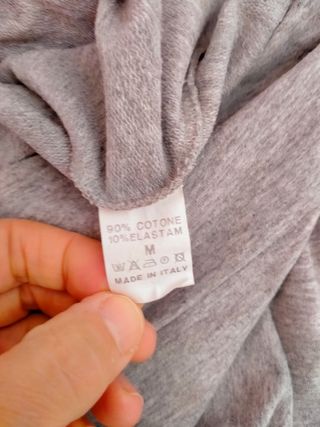 90% COTONE
10% ELASTAM
M
MADE IN ITALY